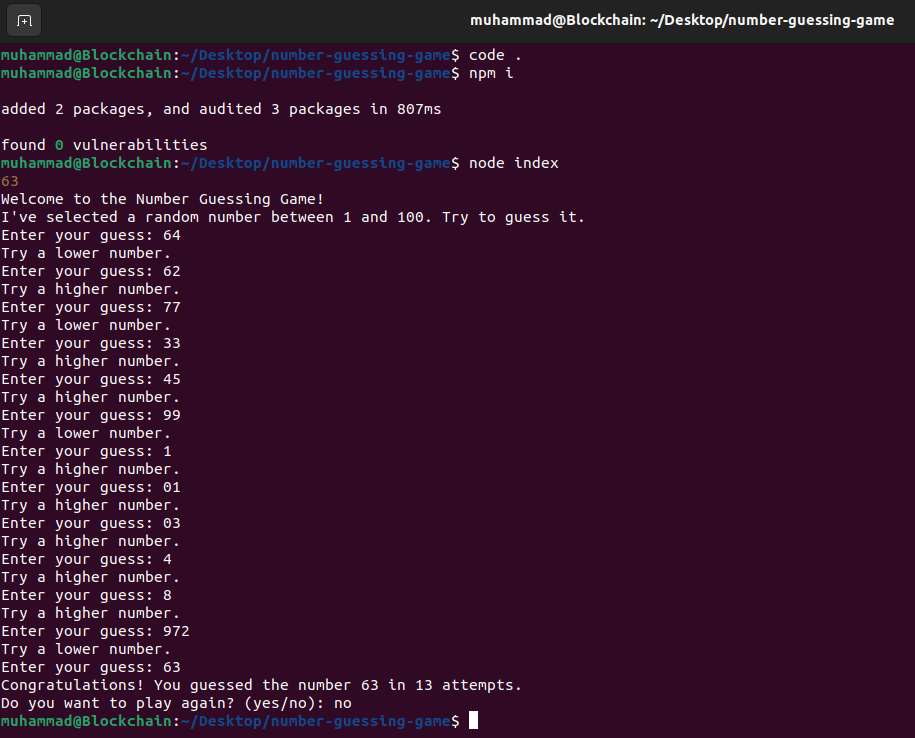 muhammad@Blockchain: ~/Desktop/number-guessing-game
muhammad@Blockchain:~/Desktop/number-guessing-game$ code .
muhammad@Blockchain:~/Desktop/number-guessing-game$ npm i
added 2 packages, and audited 3 packages in 807ms
found 0 vulnerabilities
muhammad@Blockchain:~/Desktop/number-guessing-game$ node index
63
Welcome to the Number Guessing Game!
I've selected a random number between 1 and 100. Try to guess it.
Enter your guess: 64
Try a lower number.
Enter your guess: 62
Try a higher number.
Enter your guess: 77
Try a lower number.
Enter your guess: 33
Try a higher number.
Enter your guess: 45
Try a higher number.
Enter your guess: 99
Try a lower number.
Enter your guess: 1
Try a higher number.
Enter your guess: 01
Try a higher number.
Enter your guess: 03
Try a higher number.
Enter your guess: 4
Try a higher number.
Enter your guess: 8
Try a higher number.
Enter your guess: 972
Try a lower number.
Enter your guess: 63
Congratulations! You guessed the number 63 in 13 attempts.
Do you want to play again? (yes/no): no
muhammad@Blockchain:~/Desktop/number-guessing-game$